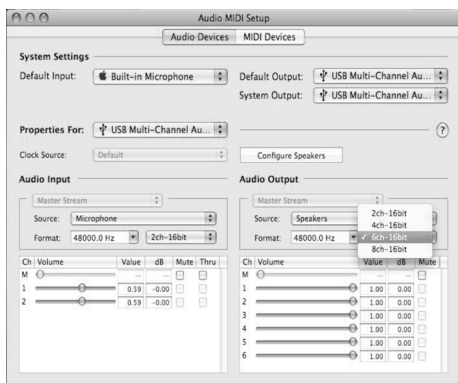 Audio MIDI Setup
Audio Devices MIDI Devices
System Settings
Default Input: Built-in Microphone
Default Output: USB Multi-Channel Au...
System Output: USB Multi-Channel Au...
Properties For: USB Multi-Channel Au... ?
Clock Source: Default
Configure Speakers
Audio Input
Master Stream
Source: Microphone
Format: 48000.0 Hz 2ch-16bit
Ch Volume Value dB Mute Thru
M -- --
1 0.59 -0.00
2 0.59 -0.00
Audio Output
Master Stream
Source: Speakers
Format: 48000.0 Hz
2ch-16bit
4ch-16bit
✓ 6ch-16bit
8ch-16bit
Ch Volume Value dB Mute
M -- --
1 1.00 0.00
2 1.00 0.00
3 1.00 0.00
4 1.00 0.00
5 1.00 0.00
6 1.00 0.00